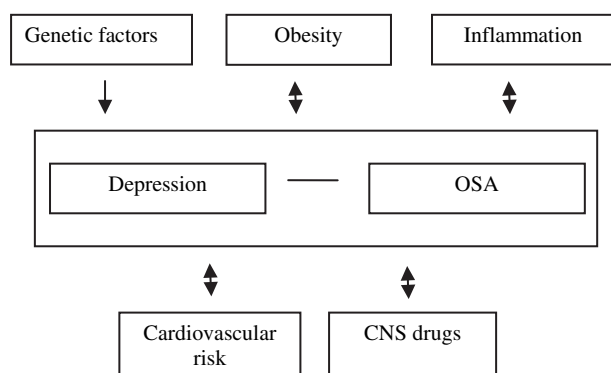 Genetic factors
Obesity
Inflammation
Depression
OSA
Cardiovascular
risk
CNS drugs